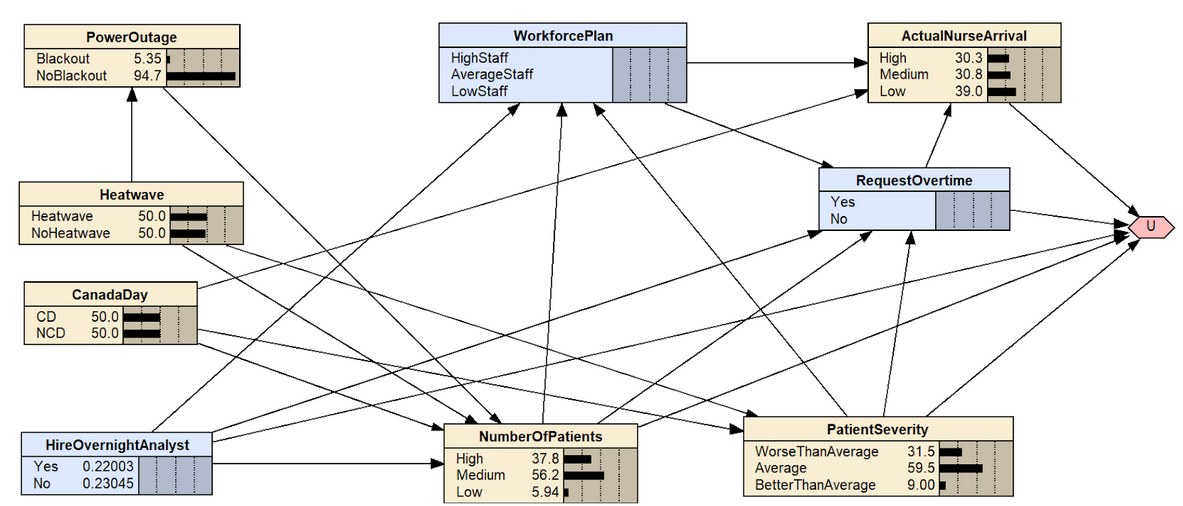 PowerOutage
Blackout 5.35
NoBlackout 94.7
WorkforcePlan
HighStaff
AverageStaff
LowStaff
ActualNurseArrival
High 30.3
Medium 30.8
Low 39.0
Heatwave
Heatwave 50.0
NoHeatwave 50.0
RequestOvertime
Yes
No
U
CanadaDay
CD 50.0
NCD 50.0
HireOvernightAnalyst
Yes 0.22003
No 0.23045
NumberOfPatients
High 37.8
Medium 56.2
Low 5.94
PatientSeverity
WorseThanAverage 31.5
Average 59.5
BetterThanAverage 9.00